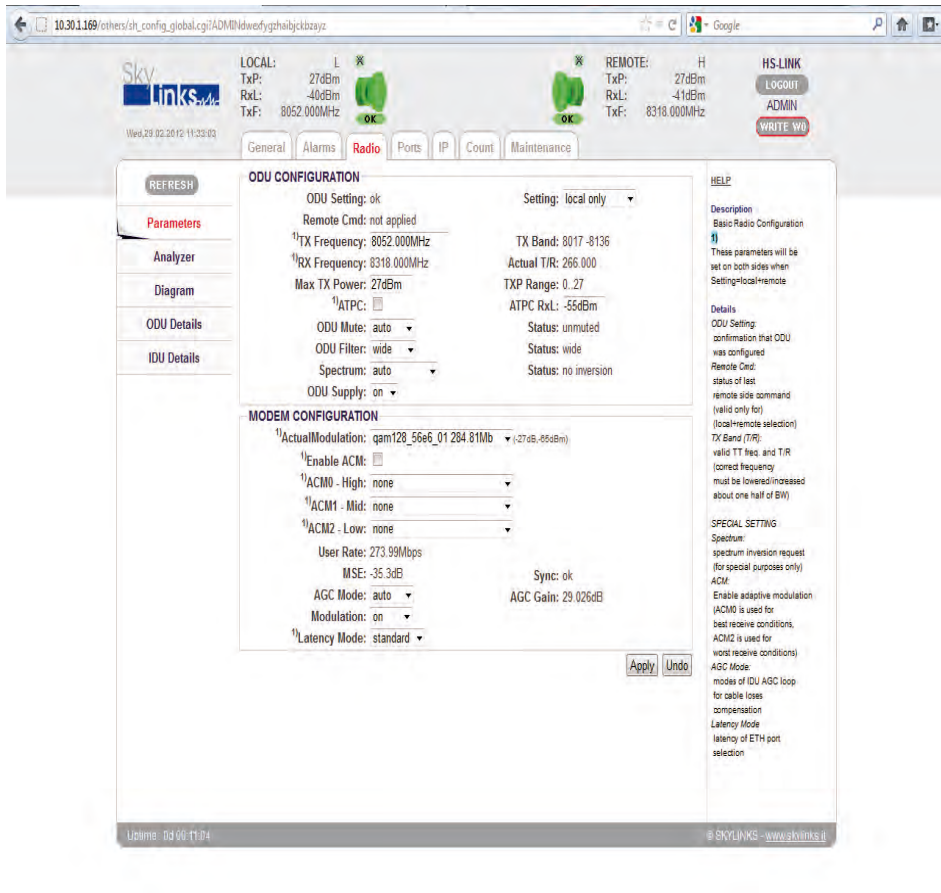 10.30.1.169/others/sh_config_global.cgi?ADMINdwexfygzhaibjckbzayz
Google
Sky
Links
Wed,29.02.2012 11:33:03
LOCAL: L
TxP: 27dBm
RxL: -40dBm
TxF: 8052.000MHz
OK
OK
REMOTE: H
TxP: 27dBm
RxL: -41dBm
TxF: 8318.000MHz
HS-LINK
LOGOUT
ADMIN
WRITE W0
General Alarms Radio Ports IP Count Maintenance
REFRESH
Parameters
Analyzer
Diagram
ODU Details
IDU Details
ODU CONFIGURATION
ODU Setting: ok Setting: local only
Remote Cmd: not applied
1)TX Frequency: 8052.000MHz TX Band: 8017 -8136
1)RX Frequency: 8318.000MHz Actual T/R: 266.000
Max TX Power: 27dBm TXP Range: 0..27
1)ATPC: ATPC RxL: -55dBm
ODU Mute: auto Status: unmuted
ODU Filter: wide Status: wide
Spectrum: auto Status: no inversion
ODU Supply: on
MODEM CONFIGURATION
1)ActualModulation: qam128_56e6_01 284.81Mb (-27dB,-65dBm)
1)Enable ACM:
1)ACM0 - High: none
1)ACM1 - Mid: none
1)ACM2 - Low: none
User Rate: 273.99Mbps
MSE: -35.3dB Sync: ok
AGC Mode: auto AGC Gain: 29.026dB
Modulation: on
1)Latency Mode: standard
Apply Undo
HELP
Description
Basic Radio Configuration
1)
These parameters will be
set on both sides when
Setting=local+remote
Details
ODU Setting:
confirmation that ODU
was configured
Remote Cmd:
status of last
remote side command
(valid only for)
(local+remote selection)
TX Band (T/R):
valid TT freq. and T/R
(correct frequency
must be lowered/increased
about one half of BW)
SPECIAL SETTING
Spectrum:
spectrum inversion request
(for special purposes only)
ACM:
Enable adaptive modulation
(ACM0 is used for
best receive conditions,
ACM2 is used for
worst receive conditions)
AGC Mode:
modes of IDU AGC loop
for cable loses
compensation
Latency Mode
latency of ETH port
selection
Uptime : 0d 00:11:04
© SKYLINKS - www.skylinks.it